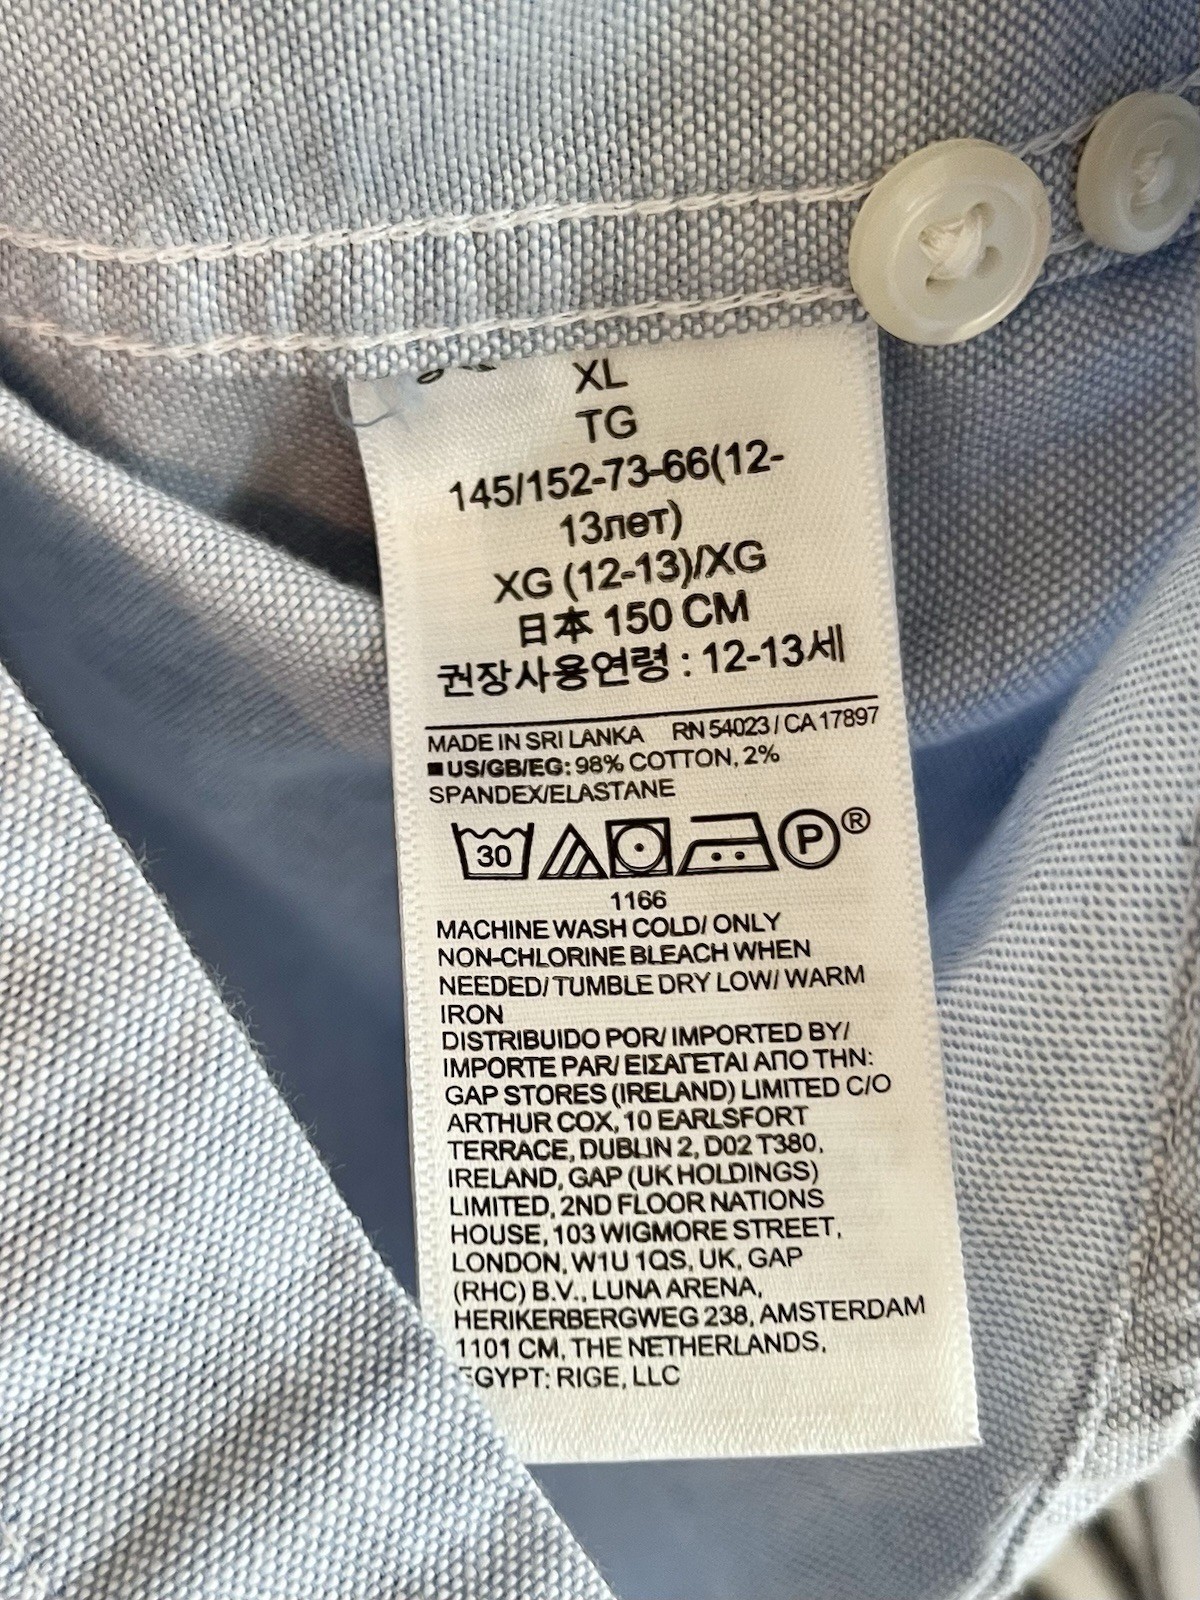 XL
TG
145/152-73-66(12-
13лет)
XG (12-13)/XG
日本 150 CM
권장사용연령 : 12-13세
MADE IN SRI LANKA RN 54023 / CA 17897
■US/GB/EG: 98% COTTON, 2%
SPANDEX/ELASTANE
30 P ®
1166
MACHINE WASH COLD/ ONLY
NON-CHLORINE BLEACH WHEN
NEEDED/ TUMBLE DRY LOW/ WARM
IRON
DISTRIBUIDO POR/ IMPORTED BY/
IMPORTE PAR/ ΕΙΣΑΓΕΤΑΙ ΑΠΟ ΤΗΝ:
GAP STORES (IRELAND) LIMITED C/O
ARTHUR COX, 10 EARLSFORT
TERRACE, DUBLIN 2, D02 T380,
IRELAND, GAP (UK HOLDINGS)
LIMITED, 2ND FLOOR NATIONS
HOUSE, 103 WIGMORE STREET,
LONDON, W1U 1QS, UK, GAP
(RHC) B.V., LUNA ARENA,
HERIKERBERGWEG 238, AMSTERDAM
1101 CM, THE NETHERLANDS,
EGYPT: RIGE, LLC